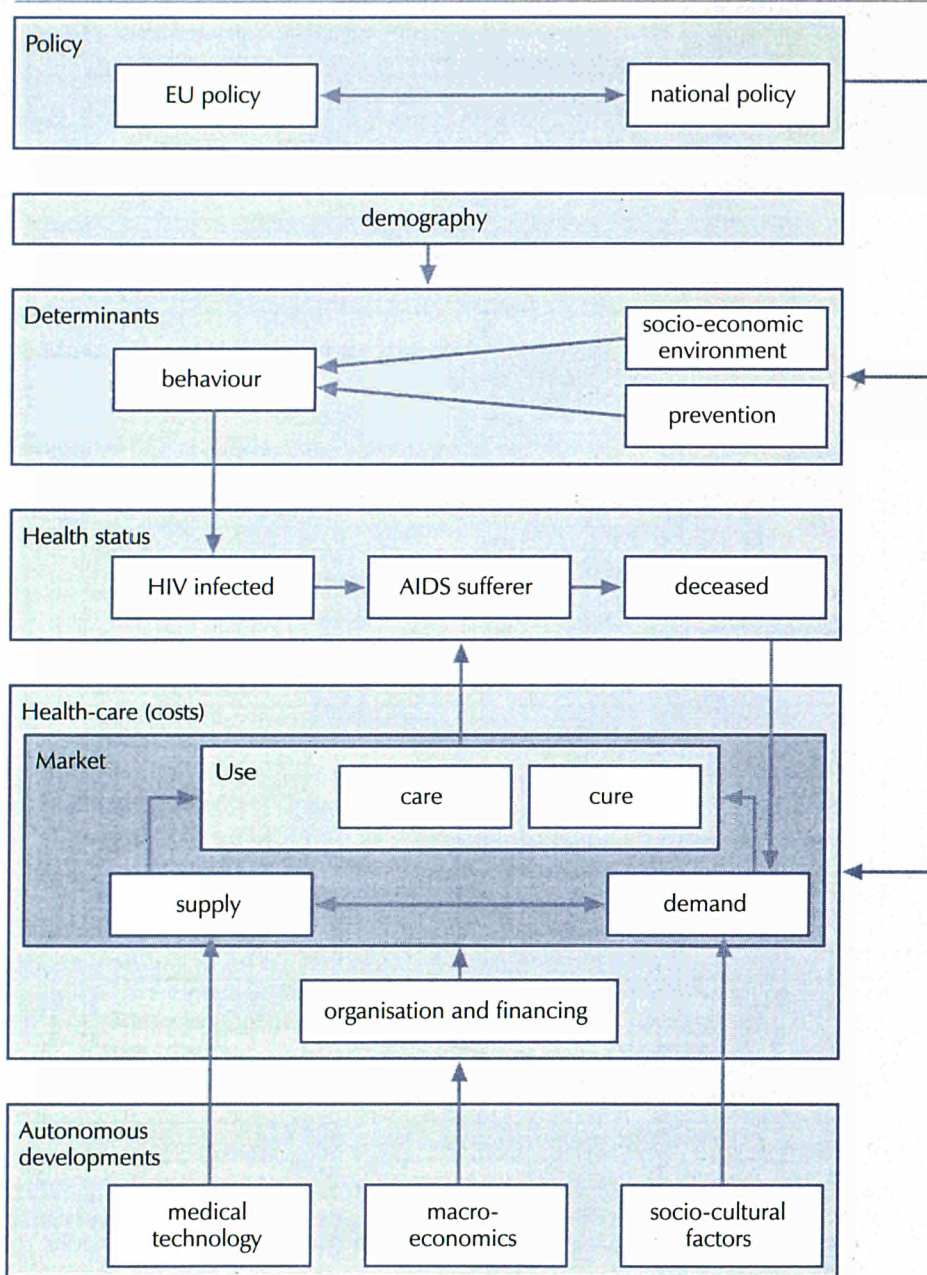 Policy
EU policy
national policy
demography
Determinants
socio-economic
environment
behaviour
prevention
Health status
HIV infected
AIDS sufferer
deceased
Health-care (costs)
Market
Use
care
cure
supply
demand
organisation and financing
Autonomous
developments
medical
technology
macro-
economics
socio-cultural
factors